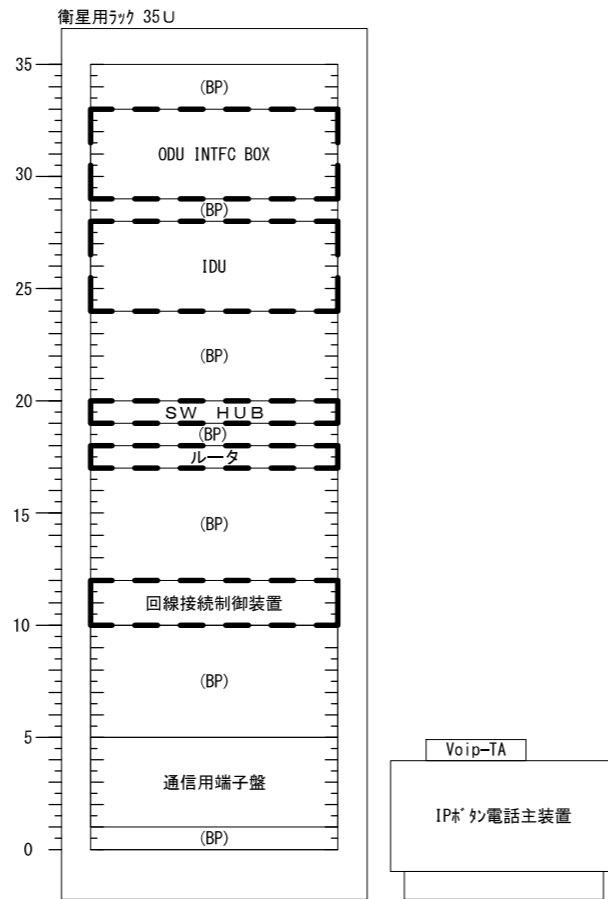 衛星用ﾗｯｸ 35U
35
(BP)
ODU INTFC BOX
30
(BP)
IDU
25
(BP)
20
ＳＷ　ＨＵＢ
(BP)
ルータ
15
(BP)
回線接続制御装置
10
(BP)
5
通信用端子盤
(BP)
0
Voip-TA
IPﾎﾞﾀﾝ電話主装置